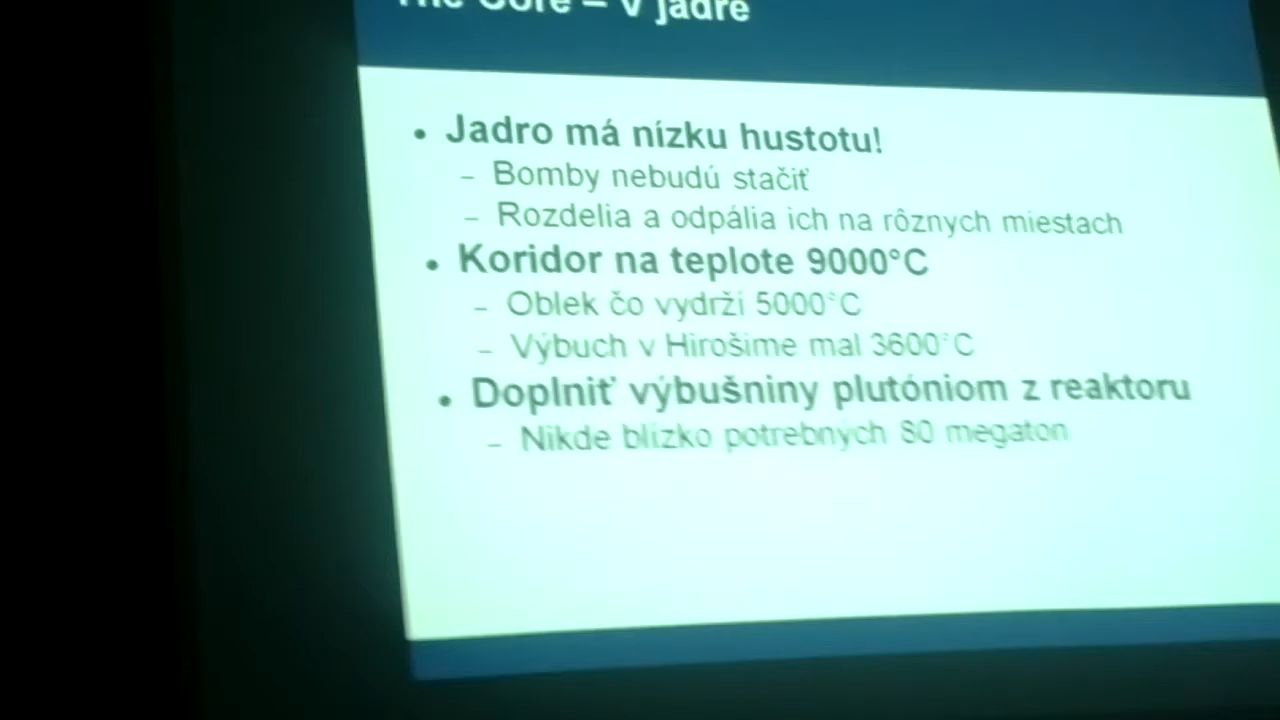 The Core – V jadre
• Jadro má nízku hustotu!
– Bomby nebudú stačiť
– Rozdelia a odpália ich na rôznych miestach
• Koridor na teplote 9000°C
– Oblek čo vydrží 5000°C
– Výbuch v Hirošime mal 3600°C
• Doplniť výbušniny plutóniom z reaktoru
– Nikde blízko potrebných 80 megaton